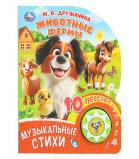 М. В. ДРУЖИНИНА
ЖИВОТНЫЕ
ФЕРМЫ
10
ПЕСЕНОК
МУЗЫКАЛЬНЫЕ
СТИХИ